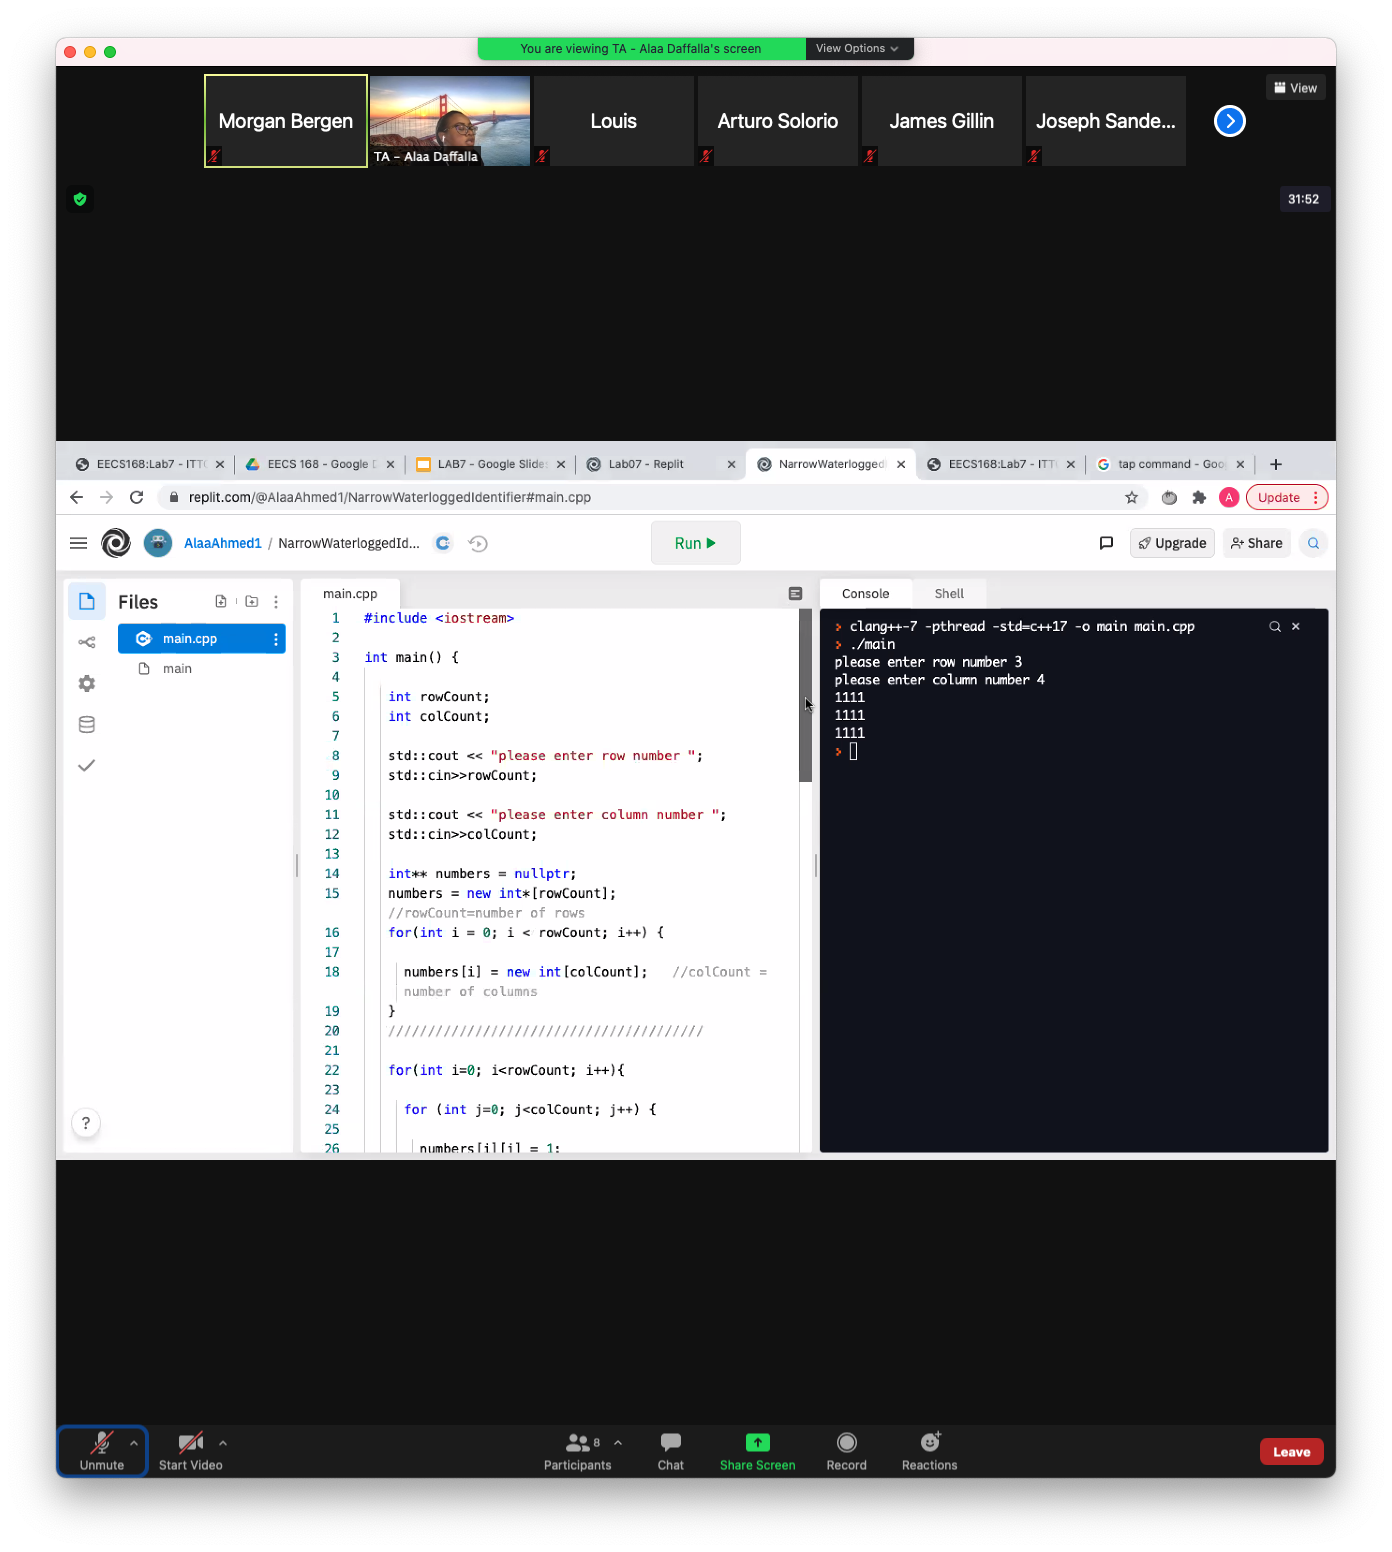 You are viewing TA - Alaa Daffalla's screen
View Options
View
Morgan Bergen
TA - Alaa Daffalla
Louis
Arturo Solorio
James Gillin
Joseph Sande...
31:52
EECS168:Lab7 - ITT
EECS 168 - Google D
LAB7 - Google Slide
Lab07 - Replit
NarrowWaterlogged
EECS168:Lab7 - ITT
tap command - Goo
replit.com/@AlaaAhmed1/NarrowWaterloggedIdentifier#main.cpp
A
Update
AlaaAhmed1 / NarrowWaterloggedId...
Run
Upgrade
Share
Files
main.cpp
main
main.cpp
1 #include <iostream>
2
3 int main() {
4
5 int rowCount;
6 int colCount;
7
8 std::cout << "please enter row number ";
9 std::cin>>rowCount;
10
11 std::cout << "please enter column number ";
12 std::cin>>colCount;
13
14 int** numbers = nullptr;
15 numbers = new int*[rowCount];
//rowCount=number of rows
16 for(int i = 0; i < rowCount; i++) {
17
18 numbers[i] = new int[colCount]; //colCount =
number of columns
19 }
20 ////////////////////////////////////////
21
22 for(int i=0; i<rowCount; i++){
23
24 for (int j=0; j<colCount; j++) {
25
26 numbers[i][j] = 1;
Console
Shell
clang++-7 -pthread -std=c++17 -o main main.cpp
./main
please enter row number 3
please enter column number 4
1111
1111
1111
?
Unmute
Start Video
8
Participants
Chat
Share Screen
Record
Reactions
Leave